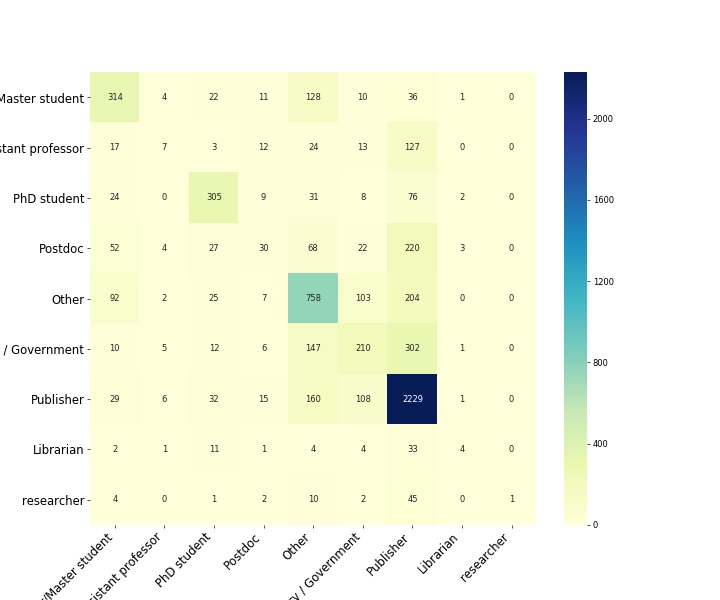 Master student 314 4 22 11 128 10 36 1 0
stant professor 17 7 3 12 24 13 127 0 0
PhD student 24 0 305 9 31 8 76 2 0
Postdoc 52 4 27 30 68 22 220 3 0
Other 92 2 25 7 758 103 204 0 0
/ Government 10 5 12 6 147 210 302 1 0
Publisher 29 6 32 15 160 108 2229 1 0
Librarian 2 1 11 1 4 4 33 4 0
researcher 4 0 1 2 10 2 45 0 1
/Master student
istant professor
PhD student
Postdoc
Other
ry / Government
Publisher
Librarian
researcher
2000
1600
1200
800
400
0